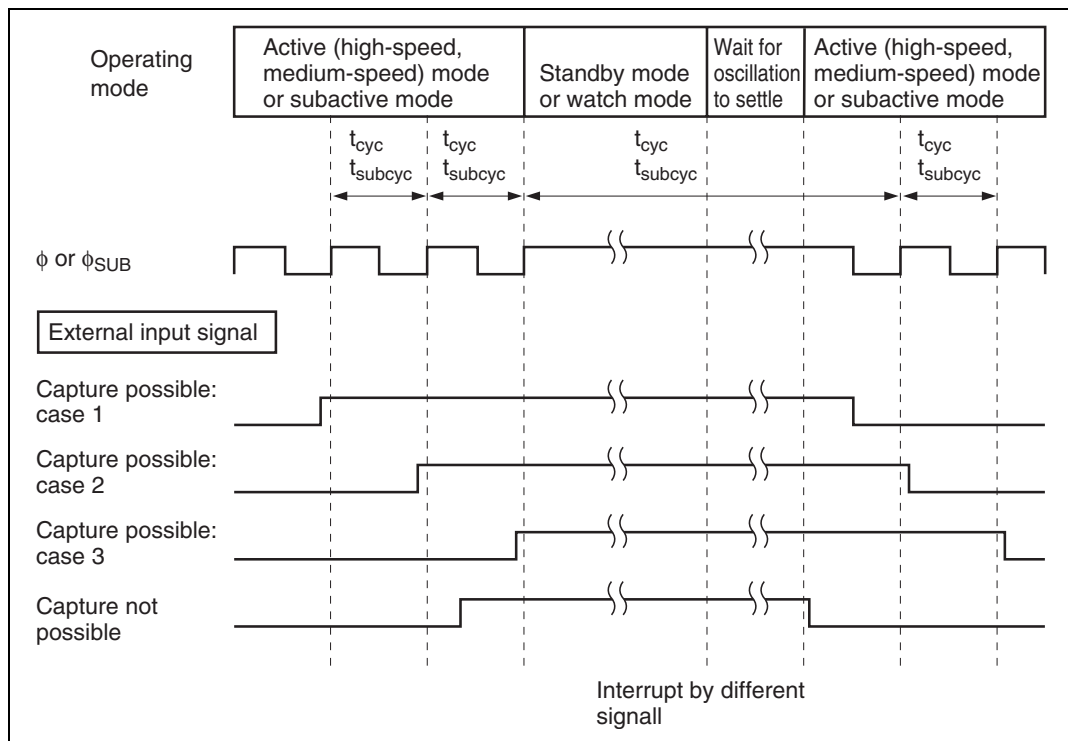 Operating
mode
Active (high-speed,
medium-speed) mode
or subactive mode
Standby mode
or watch mode
Wait for
oscillation
to settle
Active (high-speed,
medium-speed) mode
or subactive mode
tcyc
tsubcyc
tcyc
tsubcyc
tcyc
tsubcyc
tcyc
tsubcyc
ϕ or ϕSUB
External input signal
Capture possible:
case 1
Capture possible:
case 2
Capture possible:
case 3
Capture not
possible
Interrupt by different
signall